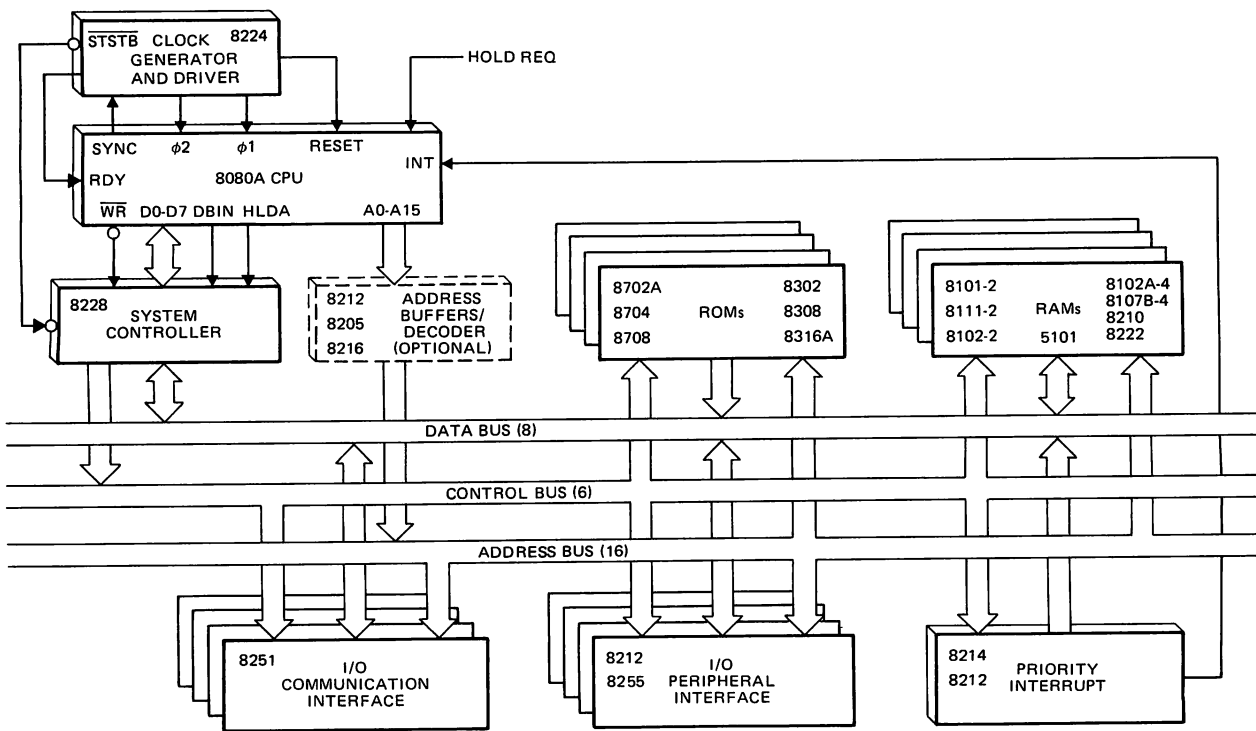 STSTB CLOCK 8224
GENERATOR
AND DRIVER
HOLD REQ
SYNC φ2 φ1 RESET
INT
RDY 8080A CPU
WR D0-D7 DBIN HLDA A0-A15
8228
SYSTEM
CONTROLLER
8212 ADDRESS
8205 BUFFERS/
DECODER
8216 (OPTIONAL)
8702A 8302
8704 ROMs 8308
8708 8316A
8101-2 8102A-4
8107B-4
8111-2 RAMs 8210
8102-2 5101 8222
DATA BUS (8)
CONTROL BUS (6)
ADDRESS BUS (16)
8251 I/O
COMMUNICATION
INTERFACE
8212 I/O
8255 PERIPHERAL
INTERFACE
8214 PRIORITY
8212 INTERRUPT